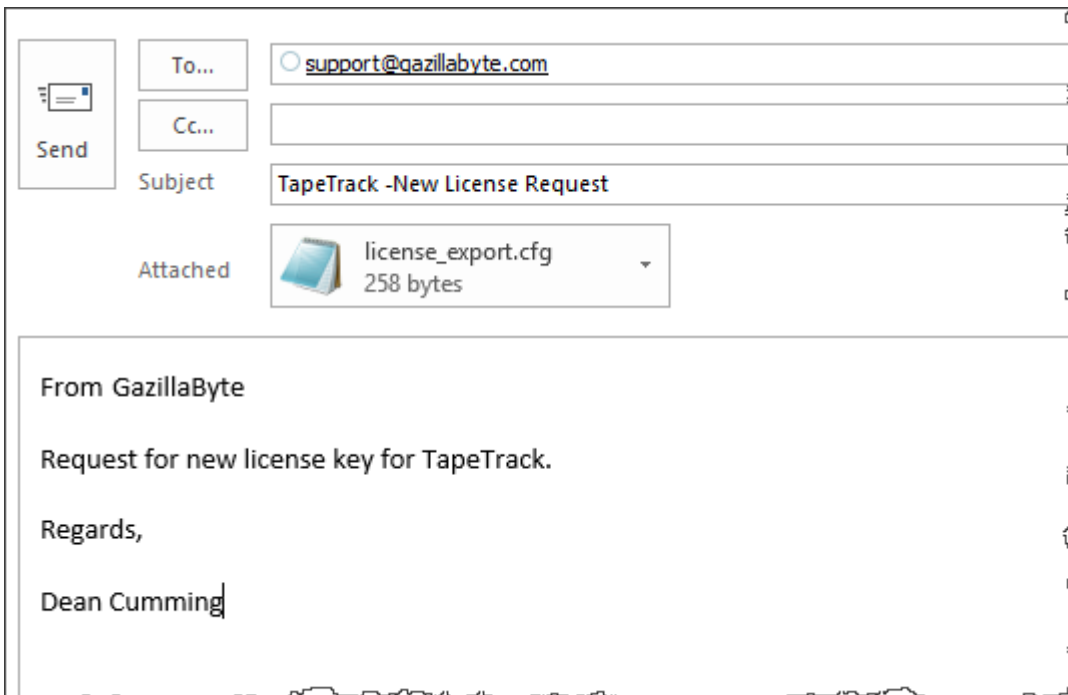 To...
support@gazillabyte.com
Cc...
Send
Subject
TapeTrack -New License Request
Attached
license_export.cfg
258 bytes
From GazillaByte
Request for new license key for TapeTrack.
Regards,
Dean Cumming